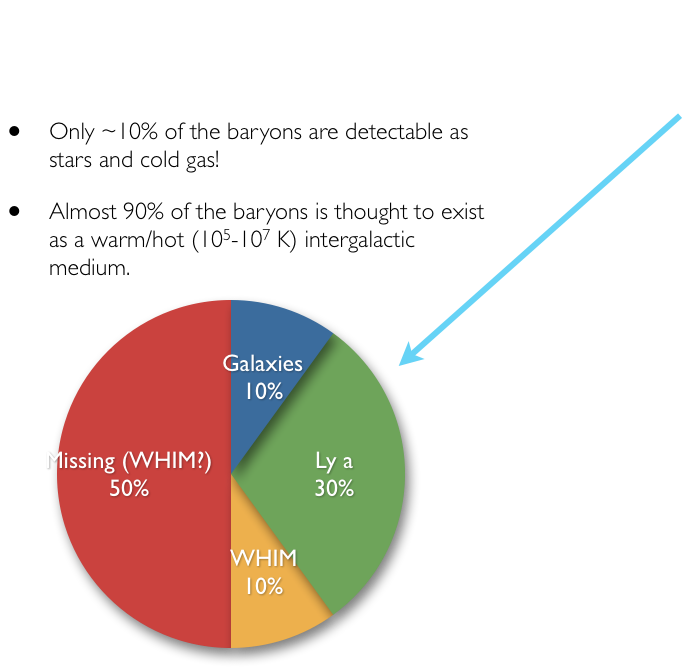 • Only ~10% of the baryons are detectable as
stars and cold gas!
• Almost 90% of the baryons is thought to exist
as a warm/hot (10⁵-10⁷ K) intergalactic
medium.
Galaxies
10%
Missing (WHIM?)
50%
Ly a
30%
WHIM
10%